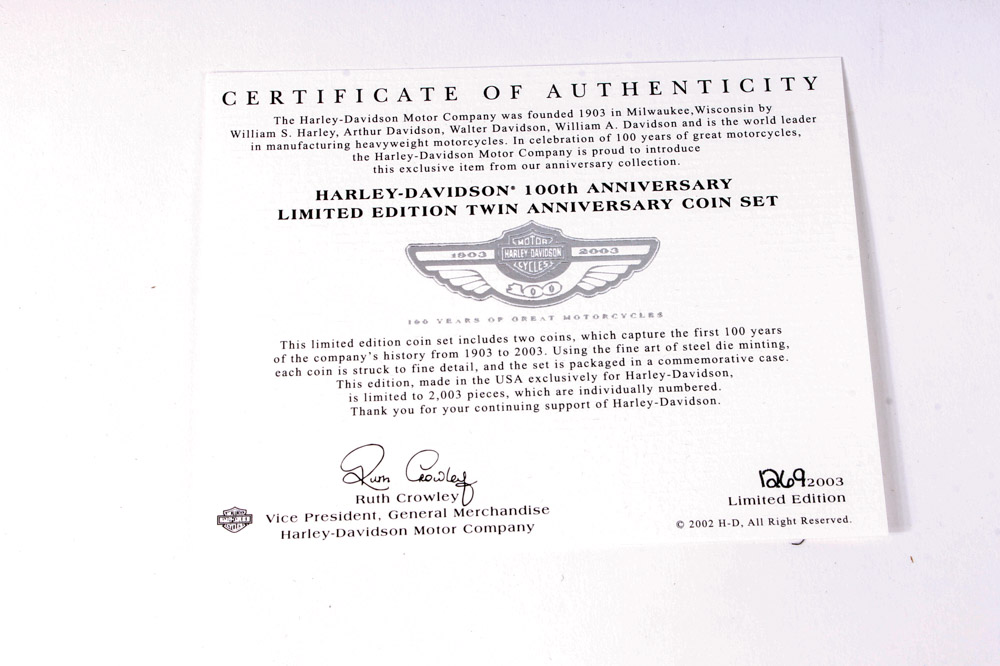 CERTIFICATE OF AUTHENTICITY
The Harley-Davidson Motor Company was founded 1903 in Milwaukee,Wisconsin by
William S. Harley, Arthur Davidson, Walter Davidson, William A. Davidson and is the world leader
in manufacturing heavyweight motorcycles. In celebration of 100 years of great motorcycles,
the Harley-Davidson Motor Company is proud to introduce
this exclusive item from our anniversary collection.
HARLEY-DAVIDSON® 100th ANNIVERSARY
LIMITED EDITION TWIN ANNIVERSARY COIN SET
MOTOR
1903 HARLEY-DAVIDSON 2003
CYCLES
100
100 YEARS OF GREAT MOTORCYCLES
This limited edition coin set includes two coins, which capture the first 100 years
of the company's history from 1903 to 2003. Using the fine art of steel die minting,
each coin is struck to fine detail, and the set is packaged in a commemorative case.
This edition, made in the USA exclusively for Harley-Davidson,
is limited to 2,003 pieces, which are individually numbered.
Thank you for your continuing support of Harley-Davidson.
Ruth Crowley
Ruth Crowley
Vice President, General Merchandise
Harley-Davidson Motor Company
1269 2003
Limited Edition
© 2002 H-D, All Right Reserved.